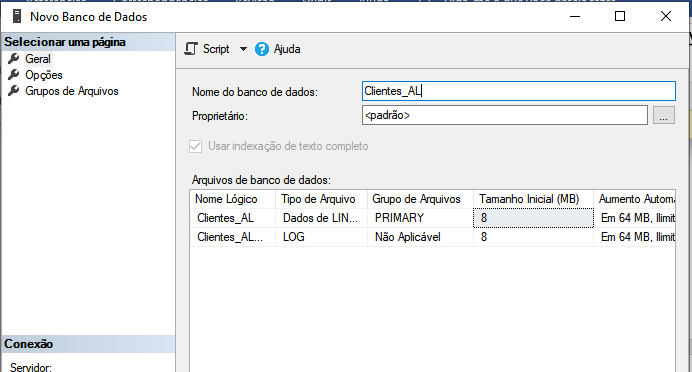 Novo Banco de Dados
Selecionar uma página
Geral
Opções
Grupos de Arquivos
Script
Ajuda
Nome do banco de dados: Clientes_AL
Proprietário: <padrão> ...
Usar indexação de texto completo
Arquivos de banco de dados:
Nome Lógico Tipo de Arquivo Grupo de Arquivos Tamanho Inicial (MB) Aumento Automa
Clientes_AL Dados de LIN... PRIMARY 8 Em 64 MB, Ilimit
Clientes_AL... LOG Não Aplicável 8 Em 64 MB, Ilimit
Conexão
Servidor: